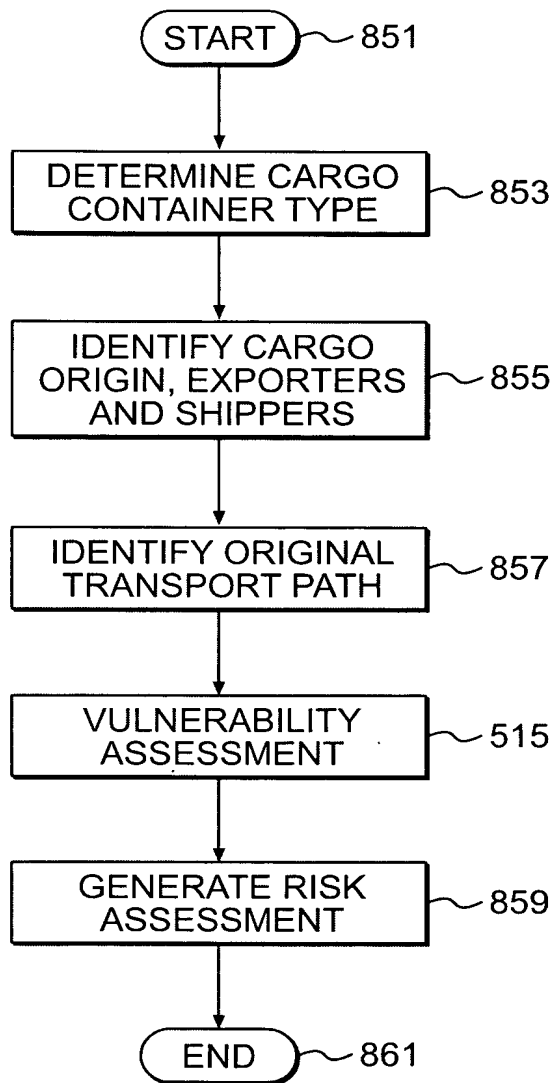 START 851
DETERMINE CARGO
CONTAINER TYPE 853
IDENTIFY CARGO
ORIGIN, EXPORTERS 855
AND SHIPPERS
IDENTIFY ORIGINAL
TRANSPORT PATH 857
VULNERABILITY
ASSESSMENT 515
GENERATE RISK
ASSESSMENT 859
END 861